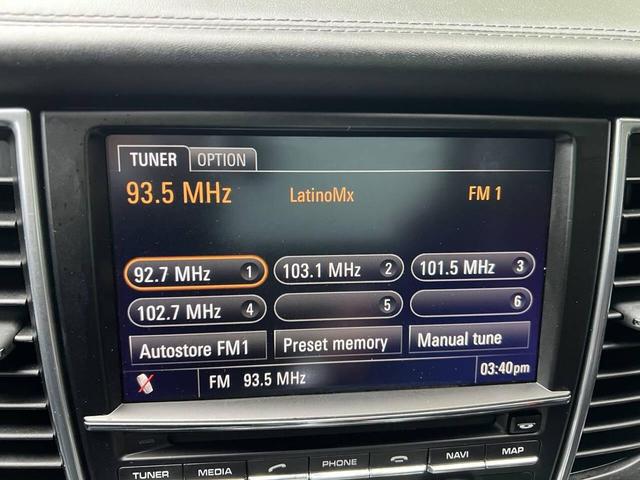 TUNER OPTION
93.5 MHz LatinoMx FM 1
92.7 MHz 1 103.1 MHz 2 101.5 MHz 3
102.7 MHz 4 5 6
Autostore FM1 Preset memory Manual tune
FM 93.5 MHz 03:40pm
TUNER MEDIA PHONE NAVI MAP